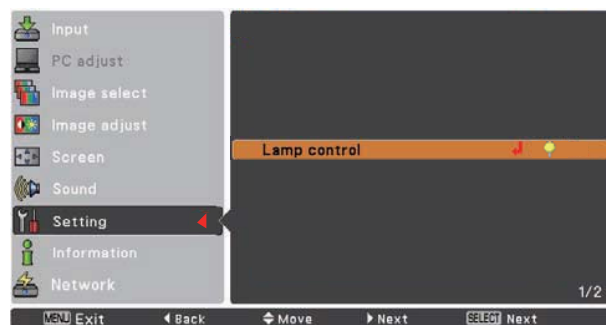 Input
PC adjust
Image select
Image adjust
Screen
Sound
Setting
Information
Network
Lamp control
1/2
MENU Exit ◀ Back ⬍ Move ▶ Next SELECT Next